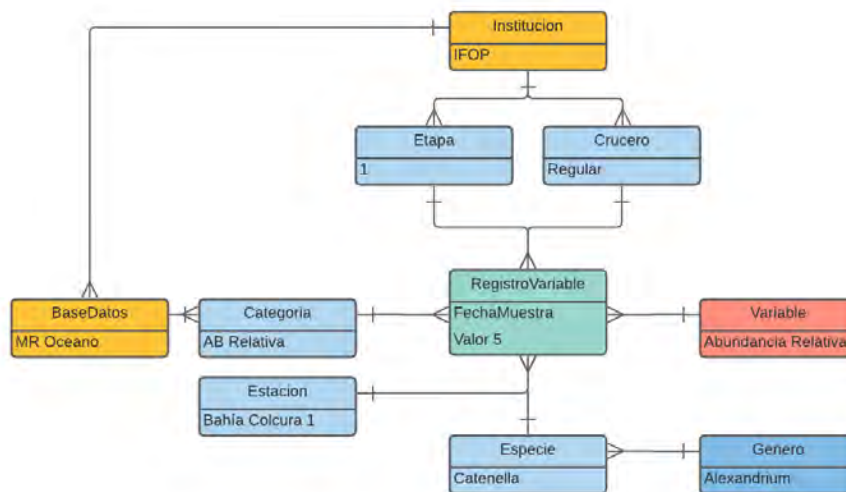 Institucion
IFOP
Etapa
1
Crucero
Regular
RegistroVariable
FechaMuestra
Valor 5
BaseDatos
MR Oceano
Categoria
AB Relativa
Variable
Abundancia Relativa
Estacion
Bahía Colcura 1
Especie
Catenella
Genero
Alexandrium